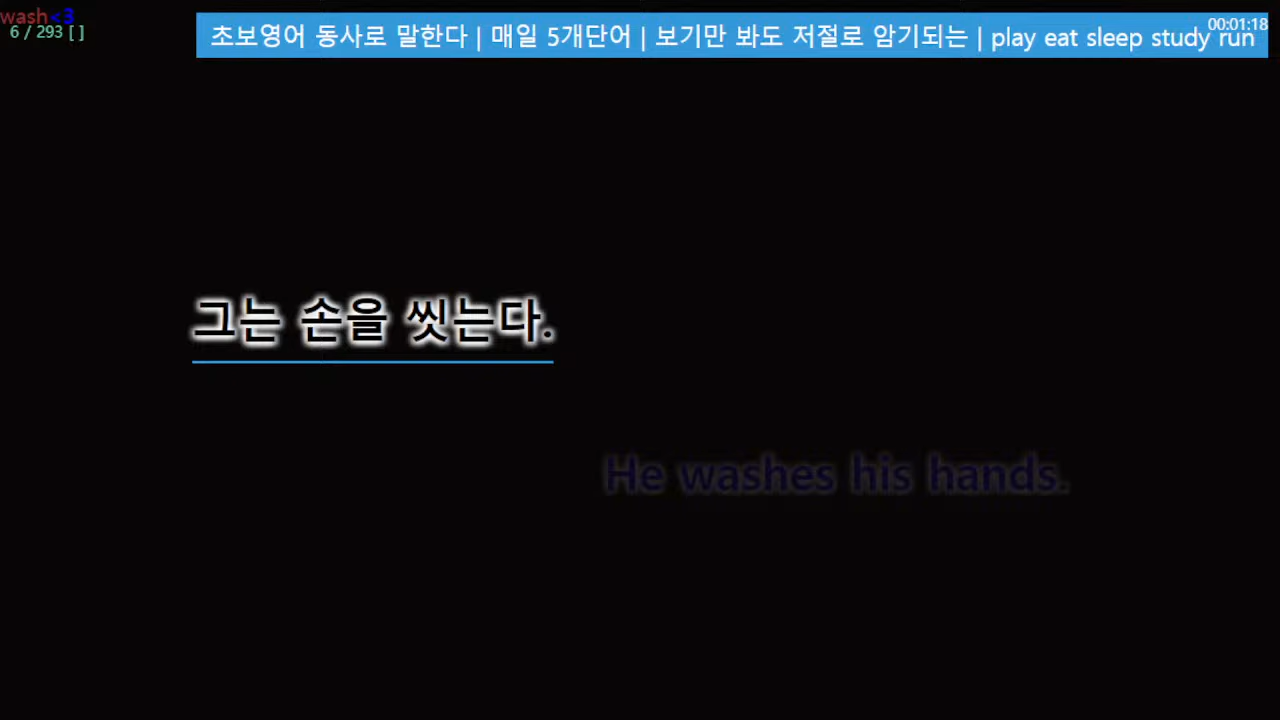 wash<3
6 / 293 [ ]
00:01:18
초보영어 동사로 말한다 | 매일 5개단어 | 보기만 봐도 저절로 암기되는 | play eat sleep study run
그는 손을 씻는다.
He washes his hands.